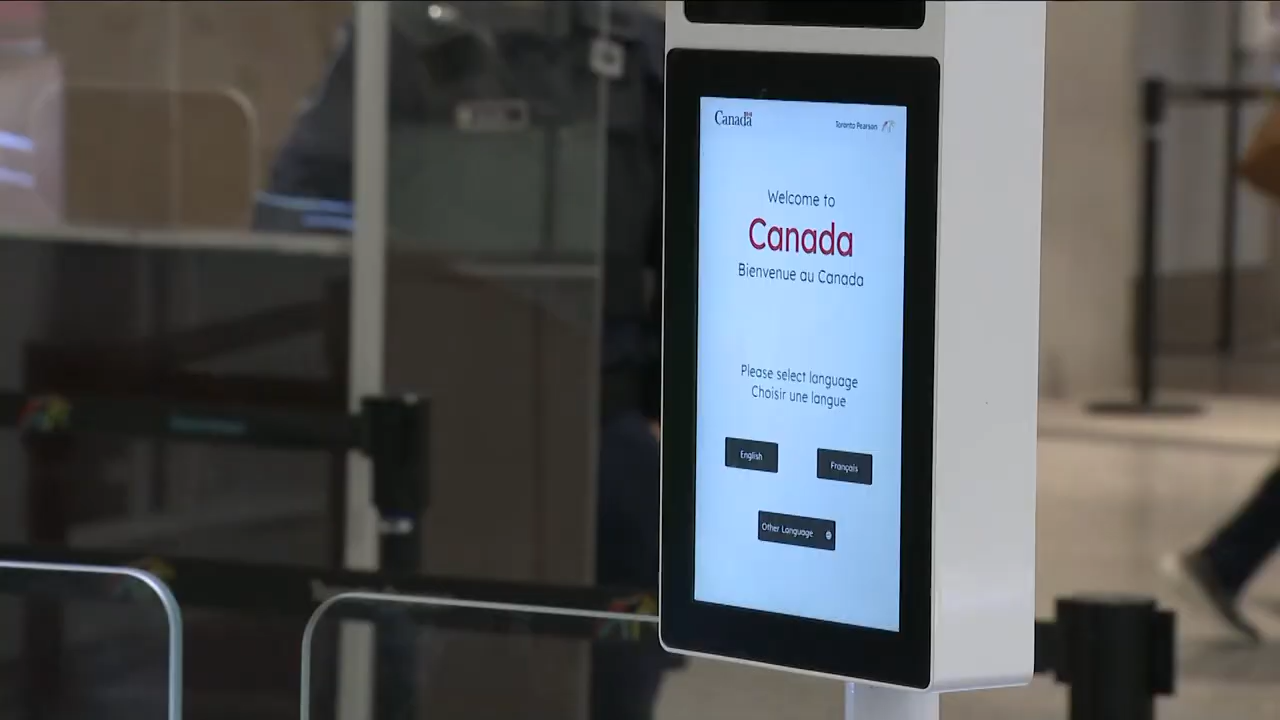 Canada
Toronto Pearson
Welcome to
Canada
Bienvenue au Canada
Please select language
Choisir une langue
English
Français
Other Language